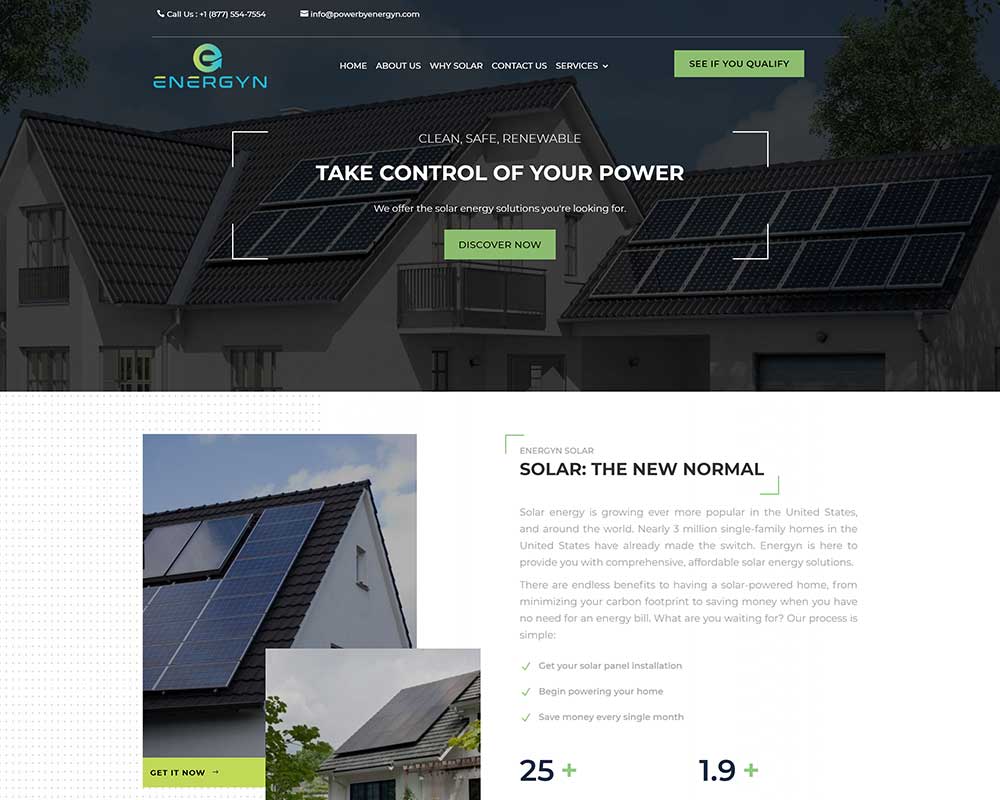 Call Us : +1 (877) 554-7554
info@powerbyenergyn.com
ENERGYN
HOME ABOUT US WHY SOLAR CONTACT US SERVICES
SEE IF YOU QUALIFY
CLEAN, SAFE, RENEWABLE
TAKE CONTROL OF YOUR POWER
We offer the solar energy solutions you're looking for.
DISCOVER NOW
GET IT NOW →
ENERGYN SOLAR
SOLAR: THE NEW NORMAL
Solar energy is growing ever more popular in the United States,
and around the world. Nearly 3 million single-family homes in the
United States have already made the switch. Energyn is here to
provide you with comprehensive, affordable solar energy solutions.
There are endless benefits to having a solar-powered home, from
minimizing your carbon footprint to saving money when you have
no need for an energy bill. What are you waiting for? Our process is
simple:
Get your solar panel installation
Begin powering your home
Save money every single month
25 +
1.9 +